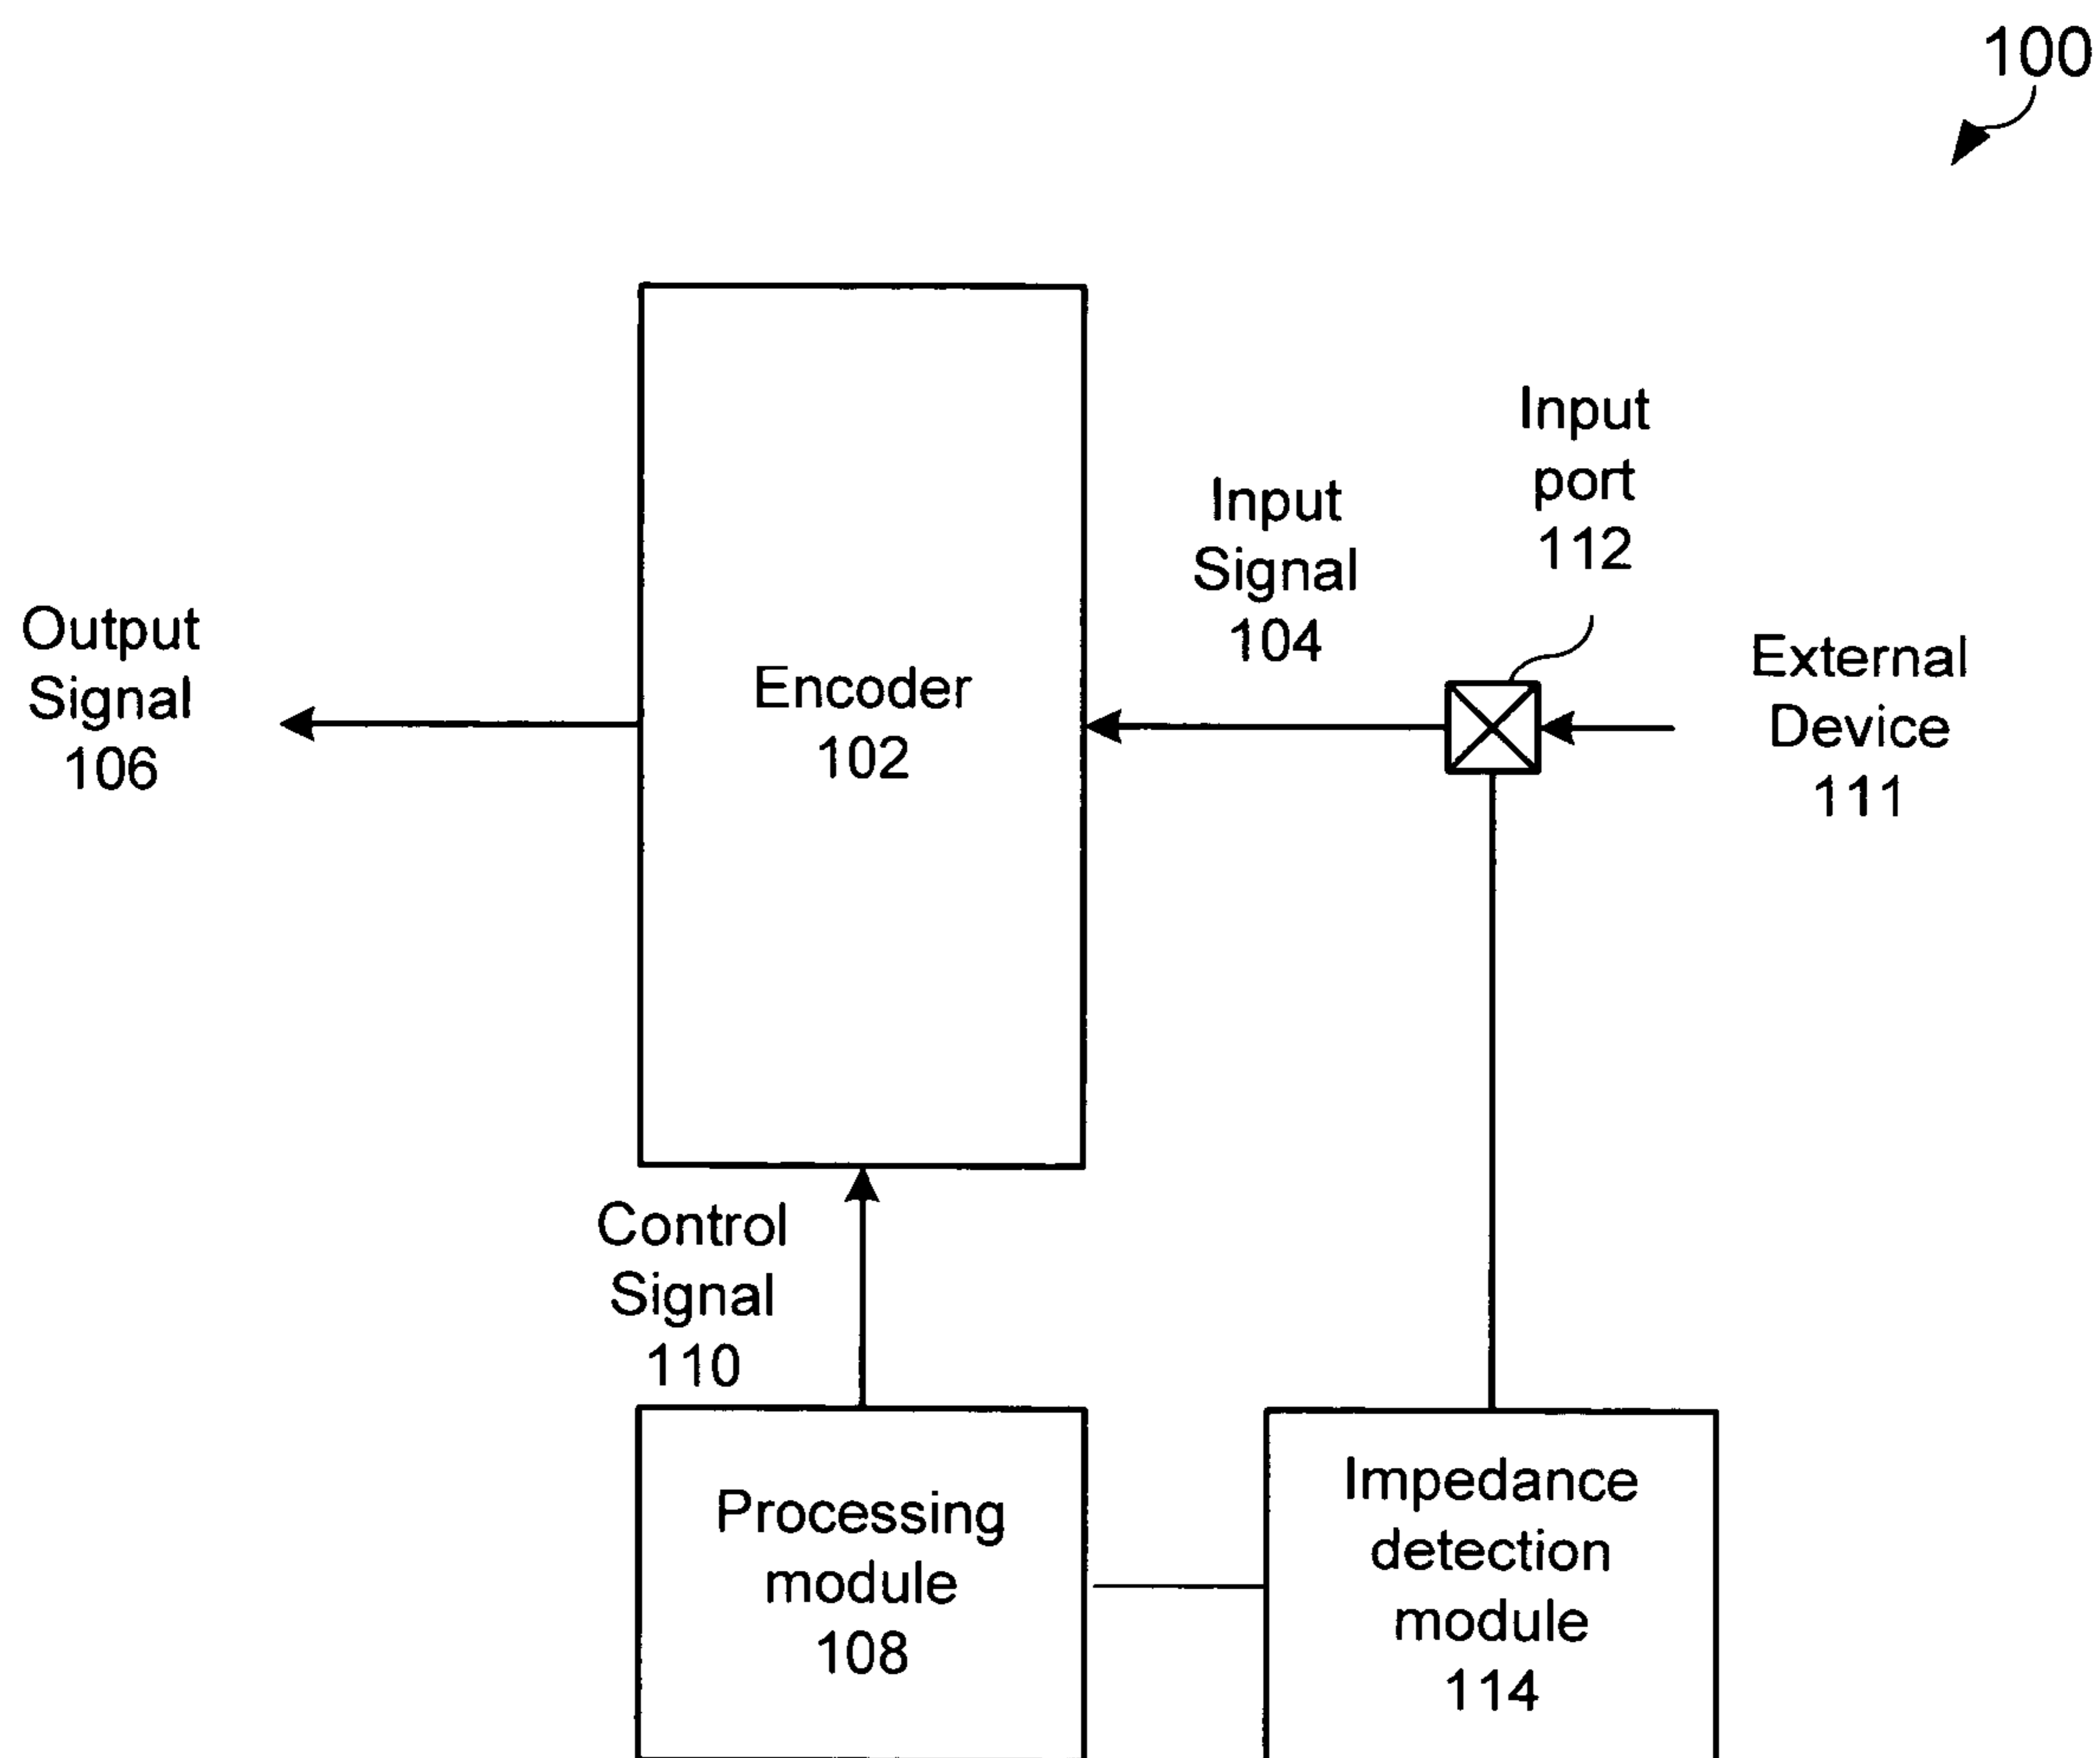 100
Input
port
112
Input
Signal
104
Output
Signal
106
Encoder
102
External
Device
111
Control
Signal
110
Processing
module
108
Impedance
detection
module
114